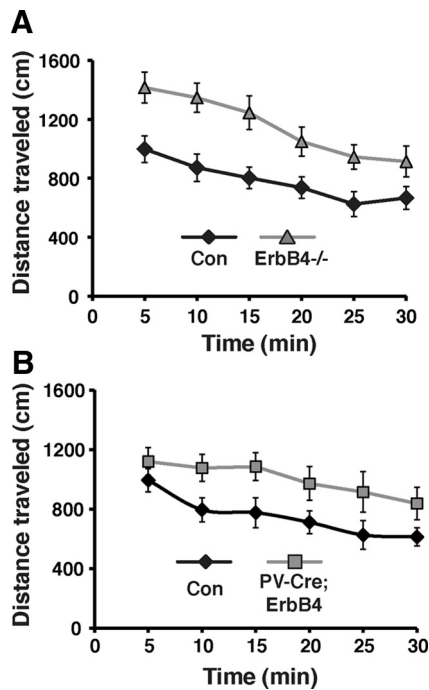 A
Distance traveled (cm)
1600
1200
800
400
0
Con
ErbB4-/-
0 5 10 15 20 25 30
Time (min)
B
Distance traveled (cm)
1600
1200
800
400
0
Con
PV-Cre;
ErbB4
0 5 10 15 20 25 30
Time (min)